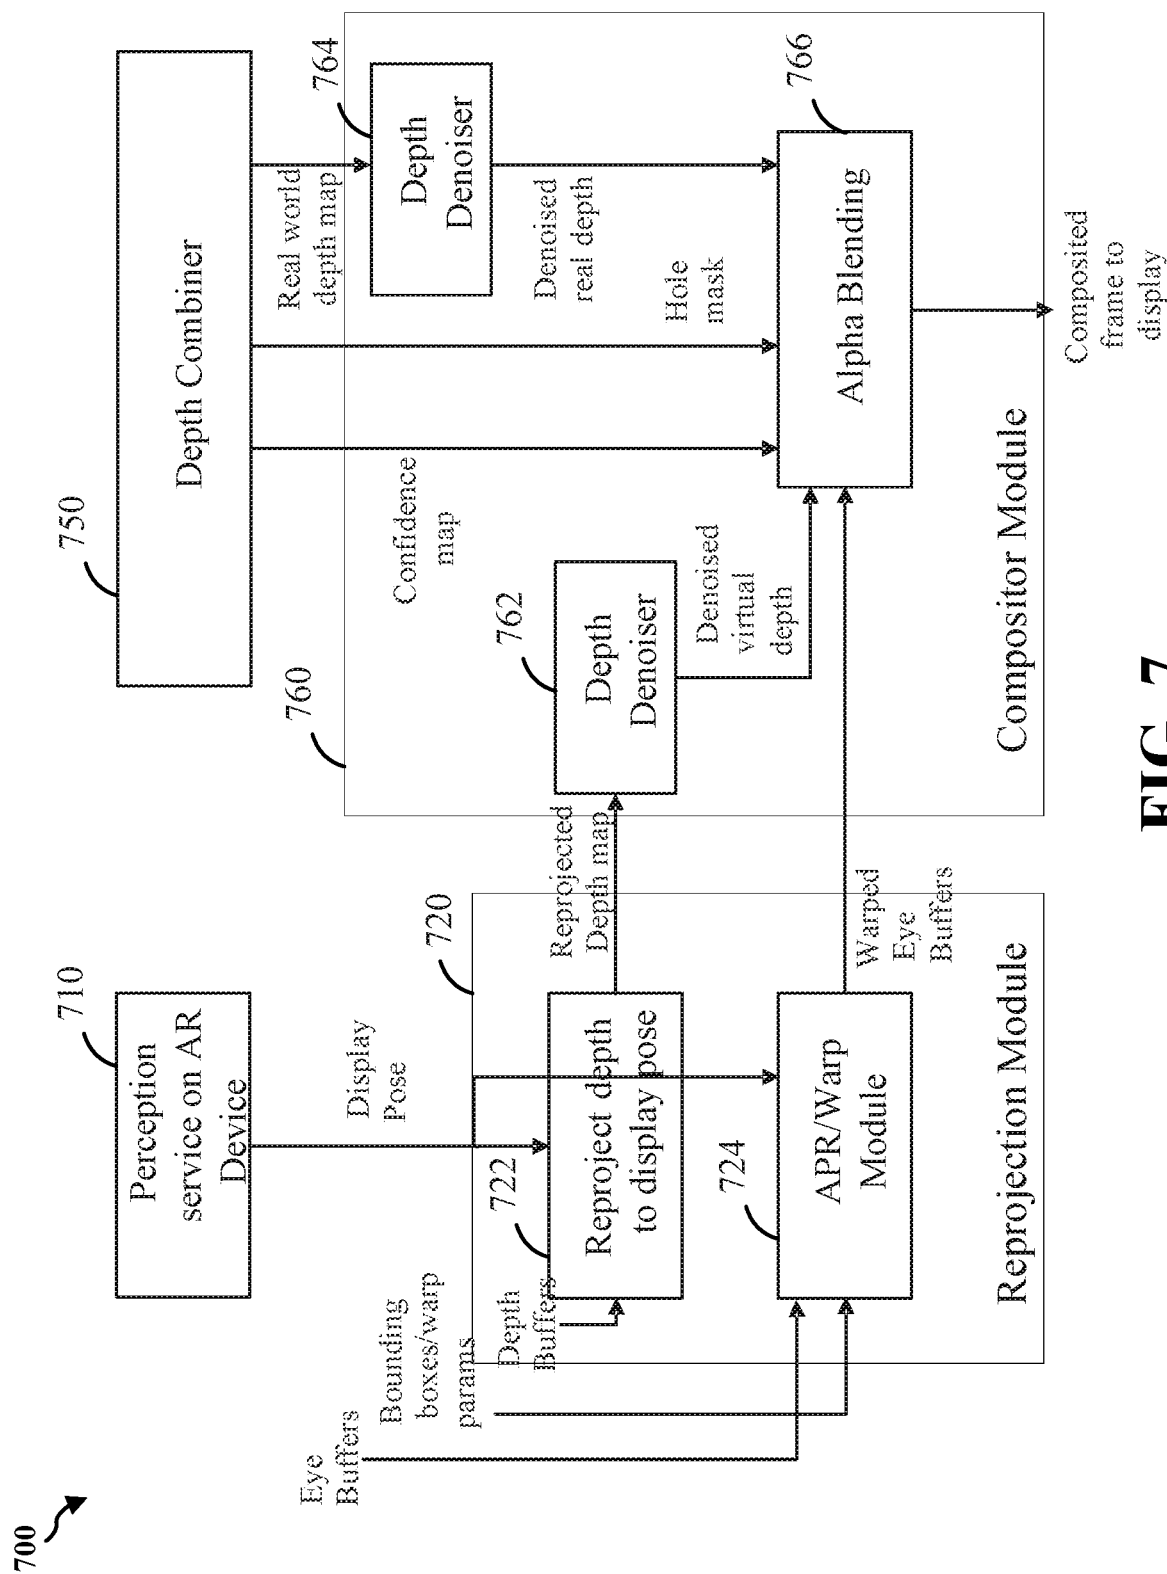 700
710
Perception
service on AR
Device
Display
Pose
Eye
Buffers
Bounding
boxes/warp
params
Depth
Buffers
720
722
Reproject depth
to display pose
724
APR/Warp
Module
Reprojection Module
Reprojected
Depth map
Warped
Eye
Buffers
750
Depth Combiner
760
Confidence
map
Real world
depth map
764
Depth
Denoiser
Denoised
real depth
Hole
mask
762
Depth
Denoiser
Denoised
virtual
depth
766
Alpha Blending
Compositor Module
Composited
frame to
display
FIG. 7